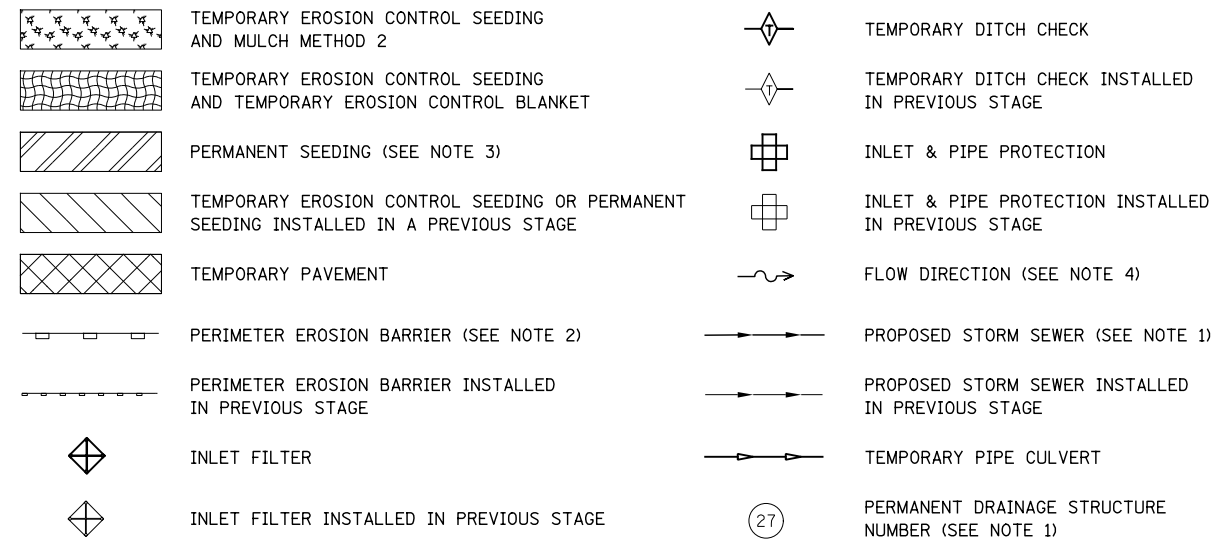 TEMPORARY EROSION CONTROL SEEDING
AND MULCH METHOD 2
TEMPORARY EROSION CONTROL SEEDING
AND TEMPORARY EROSION CONTROL BLANKET
PERMANENT SEEDING (SEE NOTE 3)
TEMPORARY EROSION CONTROL SEEDING OR PERMANENT
SEEDING INSTALLED IN A PREVIOUS STAGE
TEMPORARY PAVEMENT
PERIMETER EROSION BARRIER (SEE NOTE 2)
PERIMETER EROSION BARRIER INSTALLED
IN PREVIOUS STAGE
INLET FILTER
INLET FILTER INSTALLED IN PREVIOUS STAGE
T
TEMPORARY DITCH CHECK
T
TEMPORARY DITCH CHECK INSTALLED
IN PREVIOUS STAGE
INLET & PIPE PROTECTION
INLET & PIPE PROTECTION INSTALLED
IN PREVIOUS STAGE
FLOW DIRECTION (SEE NOTE 4)
PROPOSED STORM SEWER (SEE NOTE 1)
PROPOSED STORM SEWER INSTALLED
IN PREVIOUS STAGE
TEMPORARY PIPE CULVERT
27
PERMANENT DRAINAGE STRUCTURE
NUMBER (SEE NOTE 1)